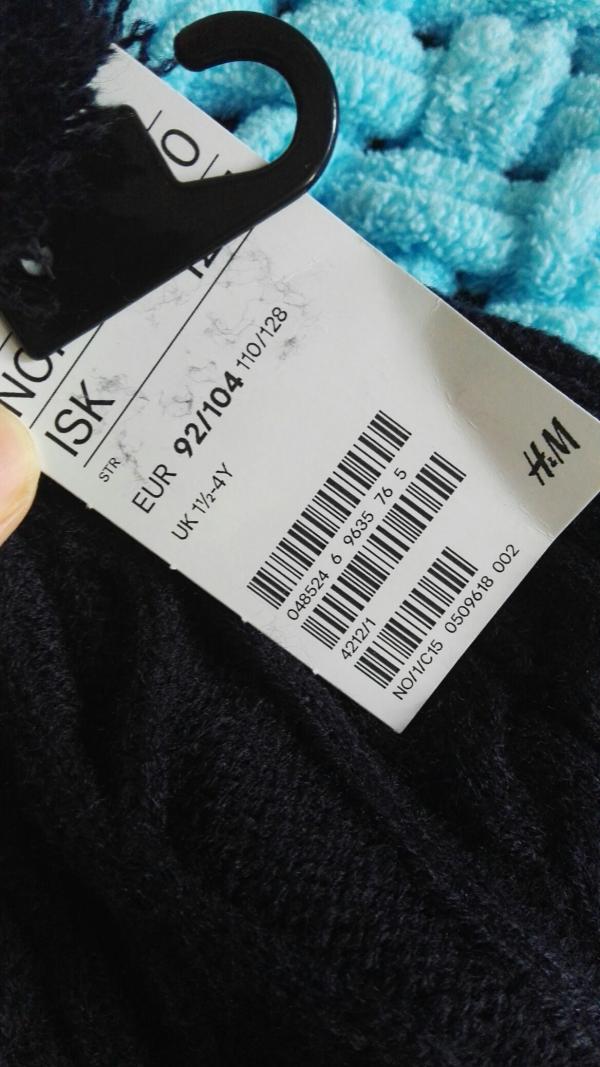 ISK
STR
EUR 92/104 110/128
UK 1½-4Y
H&M
048524 6 9635 76 5
4212/1
NO/1/C15 0509618 002